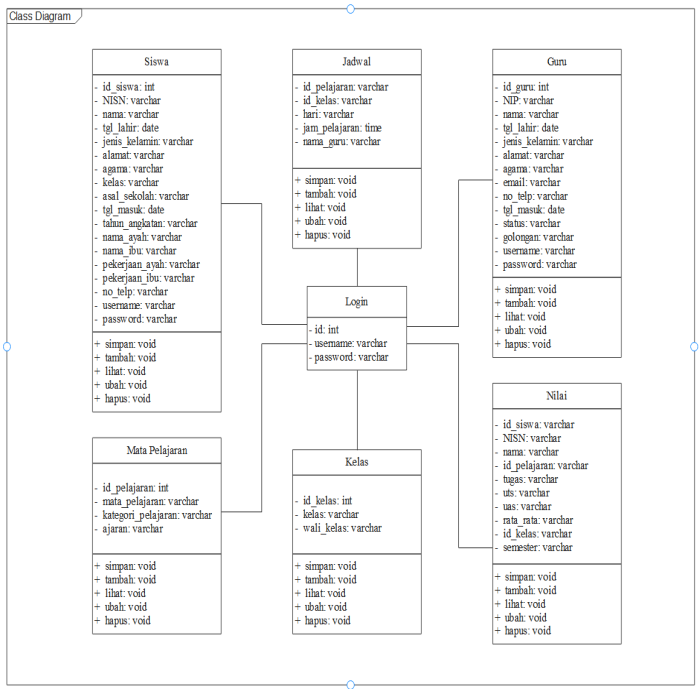 Class Diagram
Siswa
- id_siswa: int
- NISN: varchar
- nama: varchar
- tgl_lahir: date
- jenis_kelamin: varchar
- alamat: varchar
- agama: varchar
- kelas: varchar
- asal_sekolah: varchar
- tgl_masuk: date
- tahun_angkatan: varchar
- nama_ayah: varchar
- nama_ibu: varchar
- pekerjaan_ayah: varchar
- pekerjaan_ibu: varchar
- no_telp: varchar
- username: varchar
- password: varchar
+ simpan: void
+ tambah: void
+ lihat: void
+ ubah: void
+ hapus: void
Jadwal
- id_pelajaran: varchar
- id_kelas: varchar
- hari: varchar
- jam_pelajaran: time
- nama_guru: varchar
+ simpan: void
+ tambah: void
+ lihat: void
+ ubah: void
+ hapus: void
Guru
- id_guru: int
- NIP: varchar
- nama: varchar
- tgl_lahir: date
- jenis_kelamin: varchar
- alamat: varchar
- agama: varchar
- email: varchar
- no_telp: varchar
- tgl_masuk: date
- status: varchar
- golongan: varchar
- username: varchar
- password: varchar
+ simpan: void
+ tambah: void
+ lihat: void
+ ubah: void
+ hapus: void
Login
- id: int
- username: varchar
- password: varchar
Mata Pelajaran
- id_pelajaran: int
- mata_pelajaran: varchar
- kategori_pelajaran: varchar
- ajaran: varchar
+ simpan: void
+ tambah: void
+ lihat: void
+ ubah: void
+ hapus: void
Kelas
- id_kelas: int
- kelas: varchar
- wali_kelas: varchar
+ simpan: void
+ tambah: void
+ lihat: void
+ ubah: void
+ hapus: void
Nilai
- id_siswa: varchar
- NISN: varchar
- nama: varchar
- id_pelajaran: varchar
- tugas: varchar
- uts: varchar
- uas: varchar
- rata_rata: varchar
- id_kelas: varchar
- semester: varchar
+ simpan: void
+ tambah: void
+ lihat: void
+ ubah: void
+ hapus: void